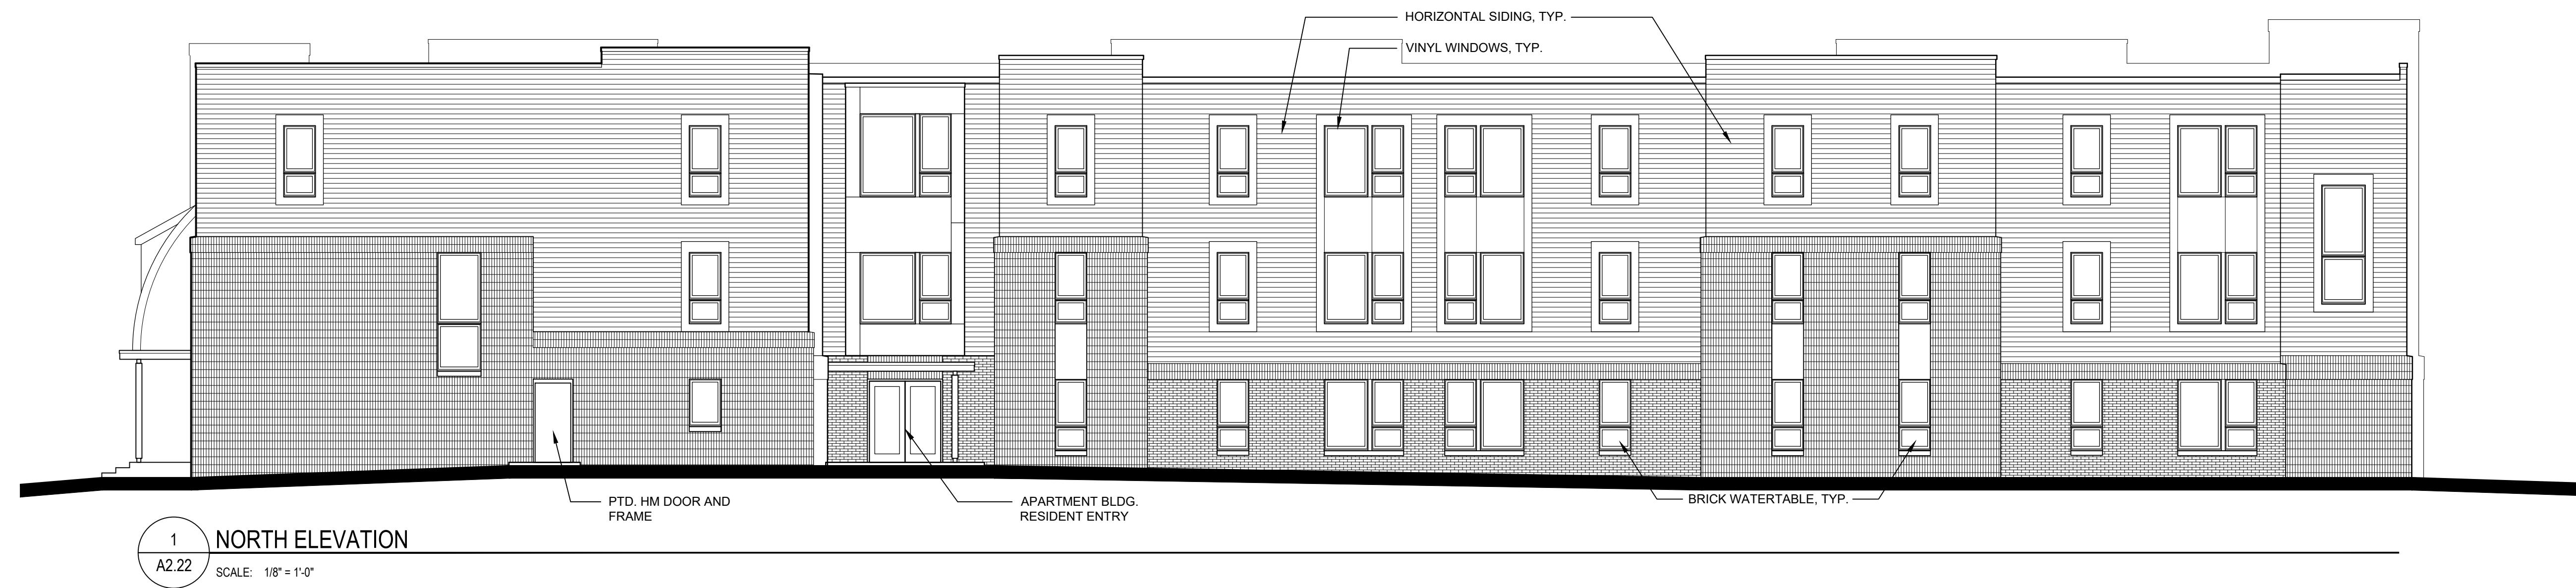 HORIZONTAL SIDING, TYP.
VINYL WINDOWS, TYP.
PTD. HM DOOR AND
FRAME
APARTMENT BLDG.
RESIDENT ENTRY
BRICK WATERTABLE, TYP.
1
A2.22
NORTH ELEVATION
SCALE: 1/8" = 1'-0"